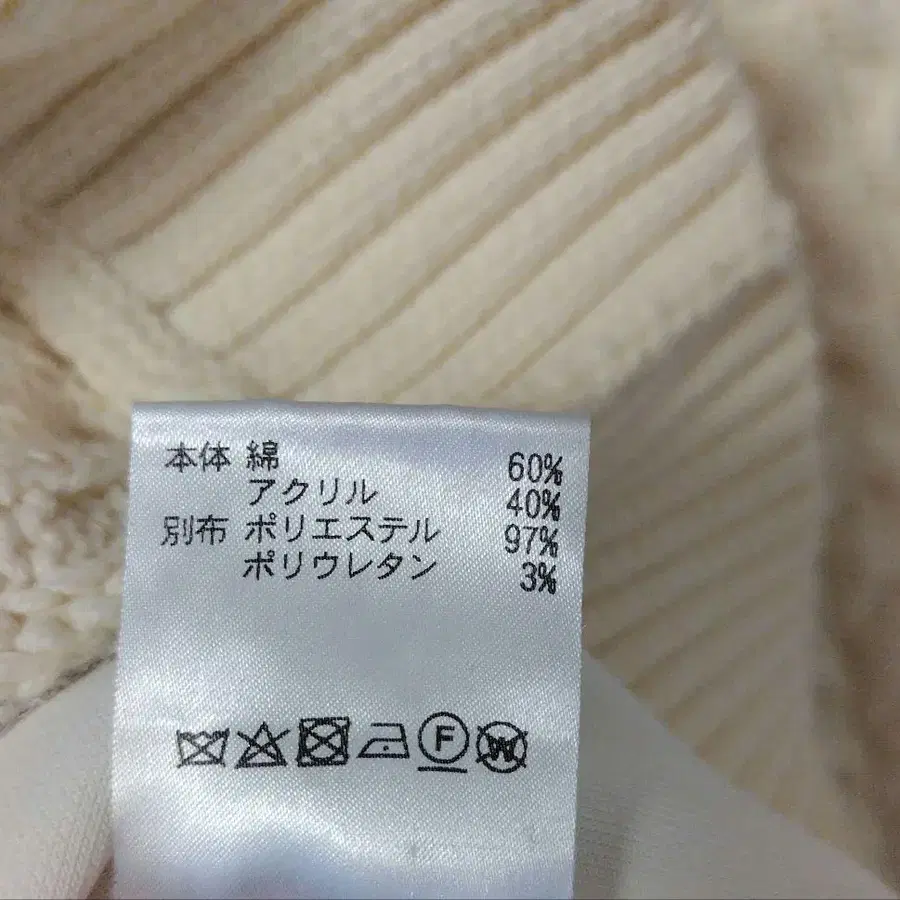 本体 綿 60%
アクリル 40%
別布 ポリエステル 97%
ポリウレタン 3%
F W